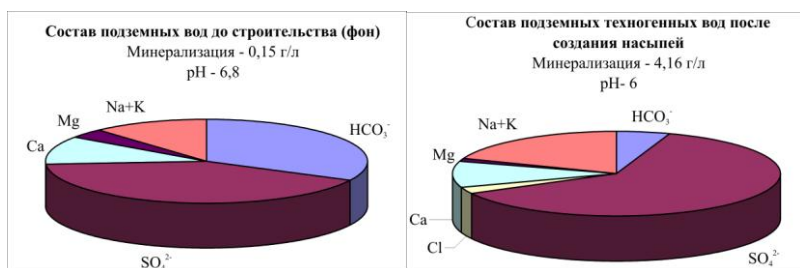 Состав подземных вод до строительства (фон)
Минерализация - 0,15 г/л
pH - 6,8
Na+K
Mg
HCO₃⁻
Ca
SO₄²⁻
Состав подземных техногенных вод после
создания насыпей
Минерализация - 4,16 г/л
pH- 6
Na+K
HCO₃⁻
Mg
Ca
Cl
SO₄²⁻